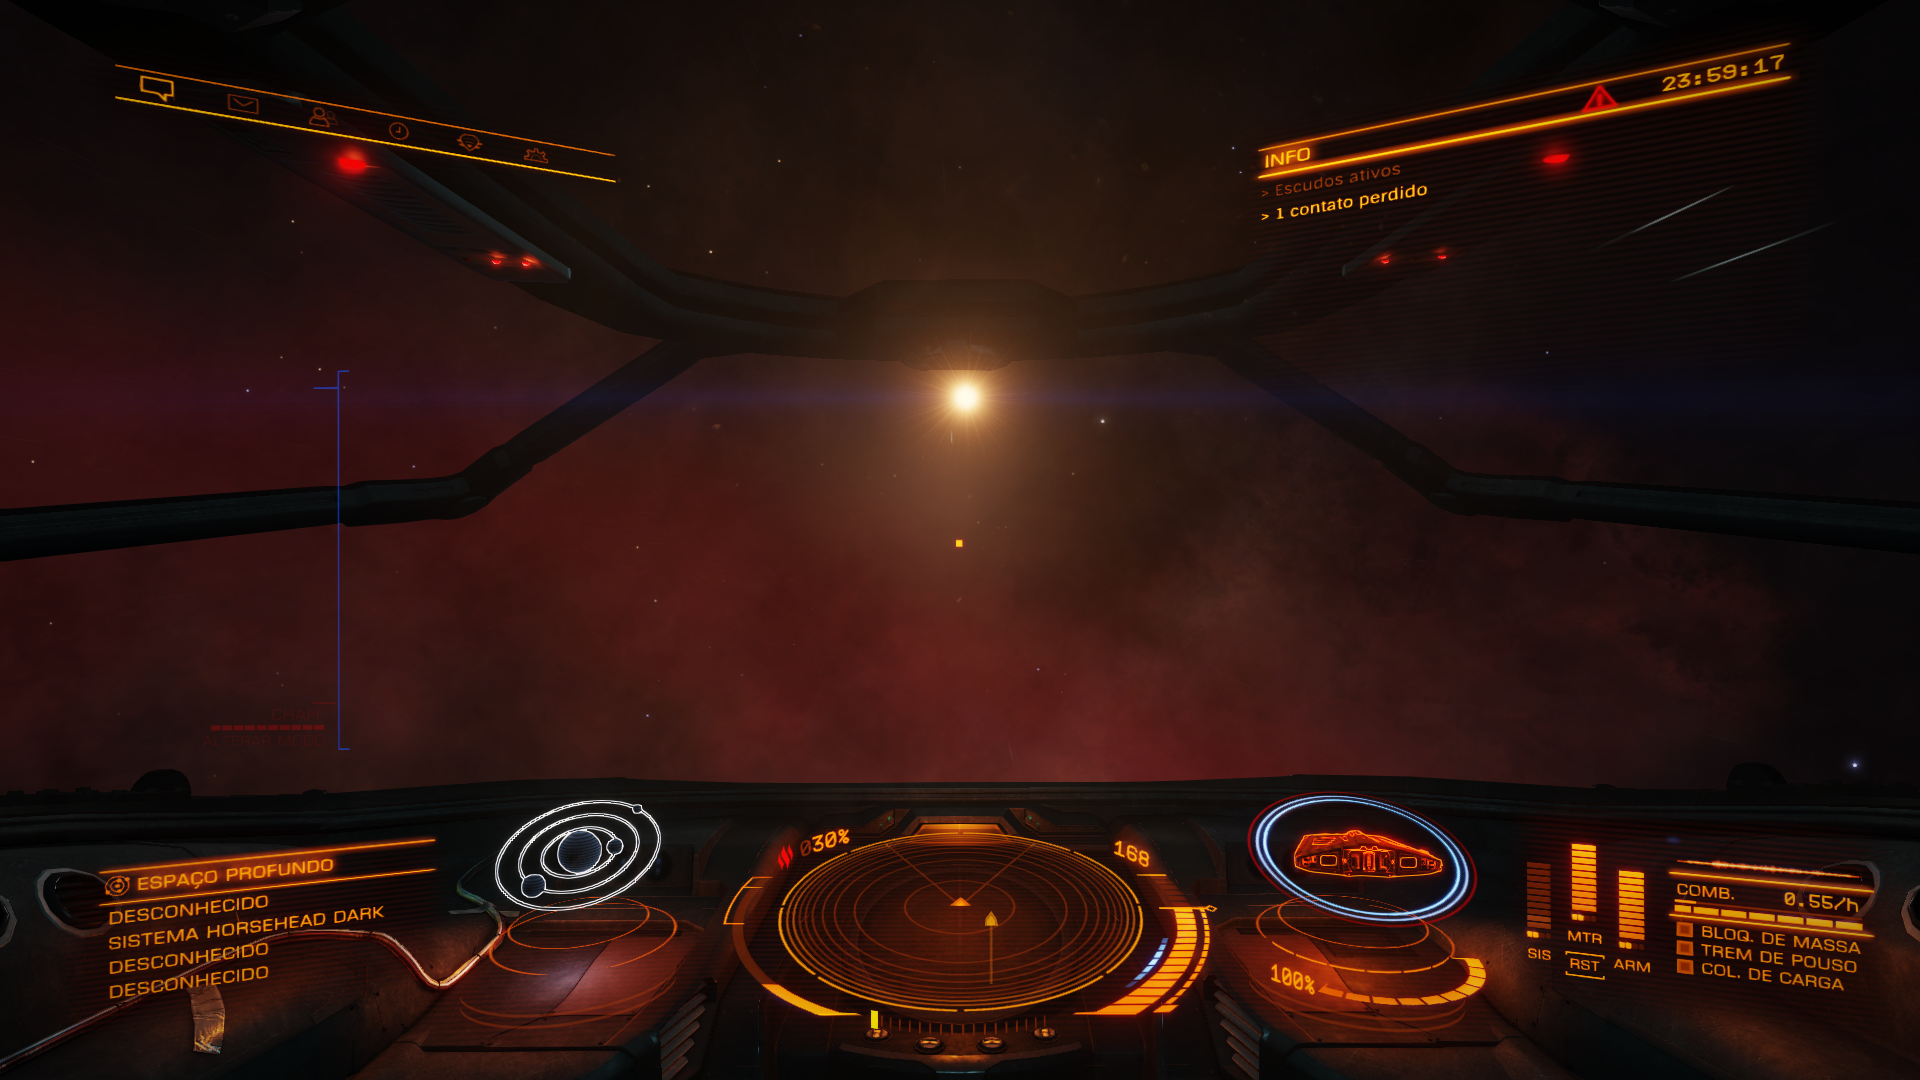 23:59:17
INFO
> Escudos ativos
> 1 contato perdido
030%
168
ESPAÇO PROFUNDO
DESCONHECIDO
SISTEMA HORSEHEAD DARK
DESCONHECIDO
DESCONHECIDO
100%
SIS
MTR
RST
ARM
COMB. 0.55/h
BLOQ. DE MASSA
TREM DE POUSO
COL. DE CARGA